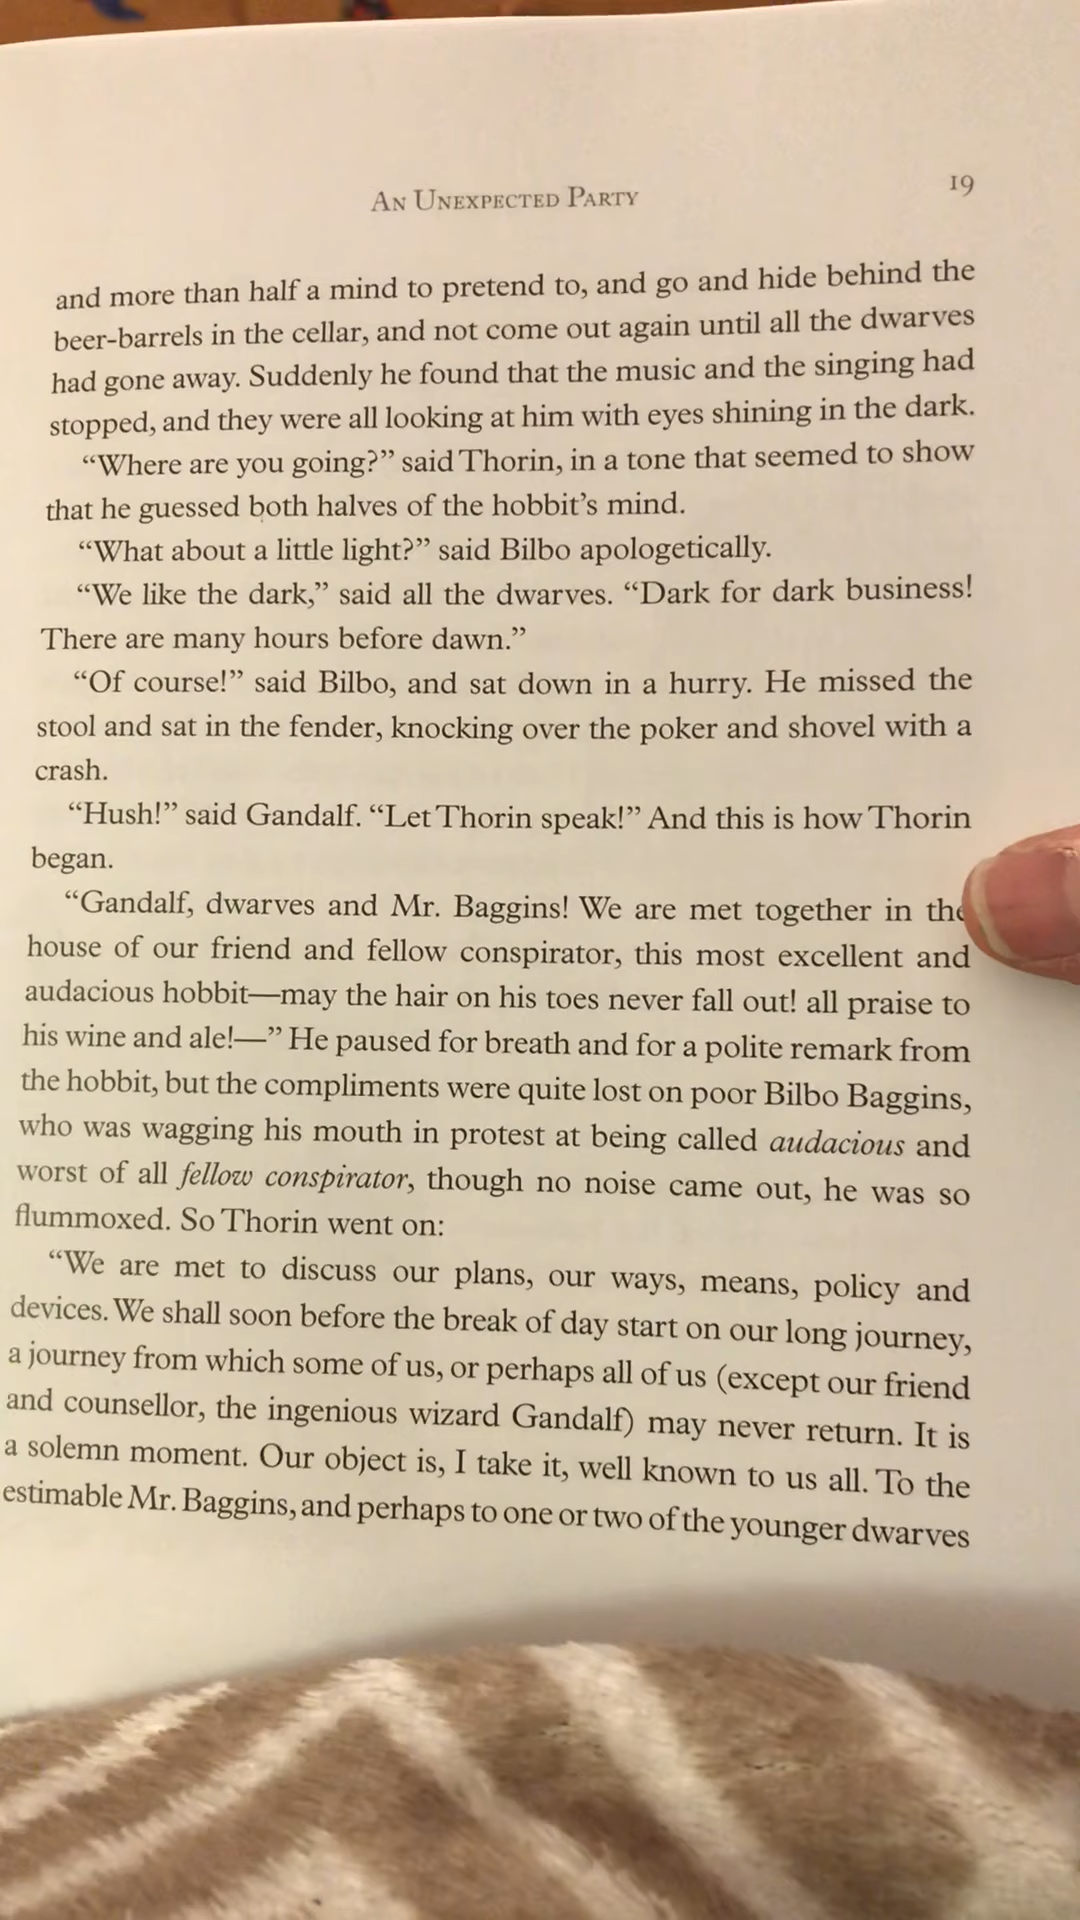 An Unexpected Party 19
and more than half a mind to pretend to, and go and hide behind the
beer-barrels in the cellar, and not come out again until all the dwarves
had gone away. Suddenly he found that the music and the singing had
stopped, and they were all looking at him with eyes shining in the dark.
“Where are you going?” said Thorin, in a tone that seemed to show
that he guessed both halves of the hobbit’s mind.
“What about a little light?” said Bilbo apologetically.
“We like the dark,” said all the dwarves. “Dark for dark business!
There are many hours before dawn.”
“Of course!” said Bilbo, and sat down in a hurry. He missed the
stool and sat in the fender, knocking over the poker and shovel with a
crash.
“Hush!” said Gandalf. “Let Thorin speak!” And this is how Thorin
began.
“Gandalf, dwarves and Mr. Baggins! We are met together in the
house of our friend and fellow conspirator, this most excellent and
audacious hobbit—may the hair on his toes never fall out! all praise to
his wine and ale!—” He paused for breath and for a polite remark from
the hobbit, but the compliments were quite lost on poor Bilbo Baggins,
who was wagging his mouth in protest at being called audacious and
worst of all fellow conspirator, though no noise came out, he was so
flummoxed. So Thorin went on:
“We are met to discuss our plans, our ways, means, policy and
devices. We shall soon before the break of day start on our long journey,
a journey from which some of us, or perhaps all of us (except our friend
and counsellor, the ingenious wizard Gandalf) may never return. It is
a solemn moment. Our object is, I take it, well known to us all. To the
estimable Mr. Baggins, and perhaps to one or two of the younger dwarves